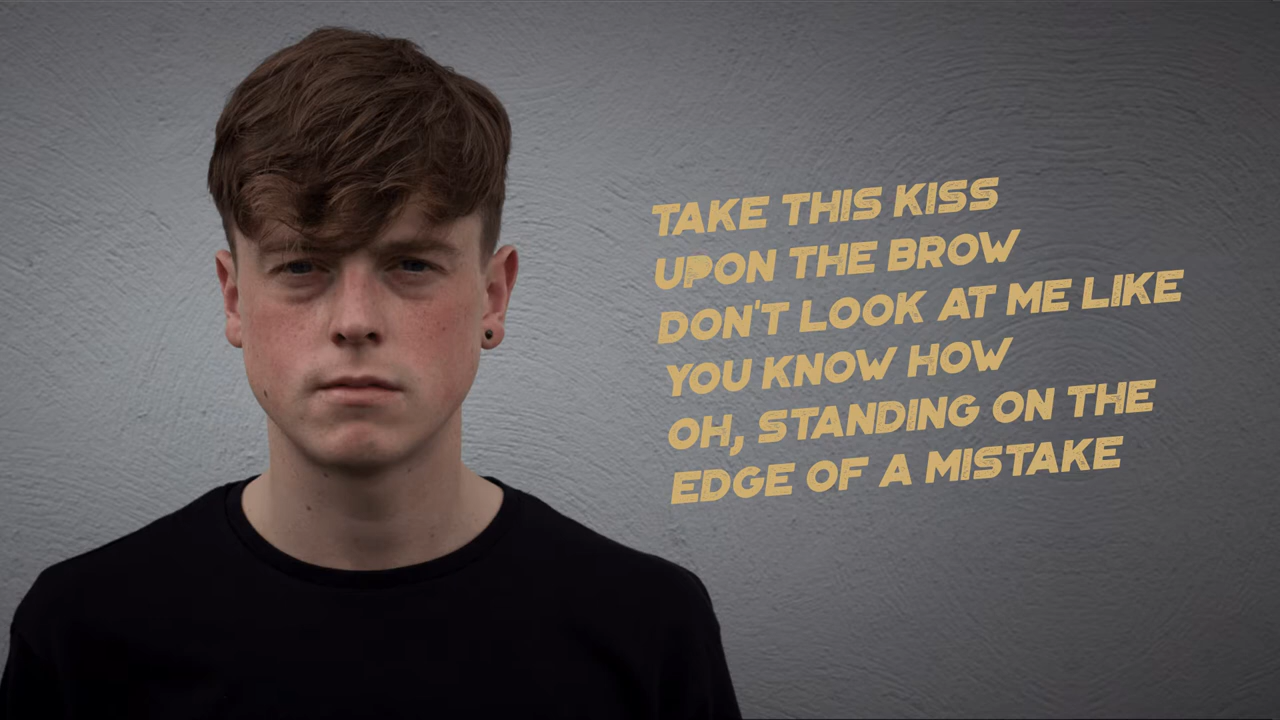 TAKE THIS KISS
UPON THE BROW
DON'T LOOK AT ME LIKE
YOU KNOW HOW
OH, STANDING ON THE
EDGE OF A MISTAKE